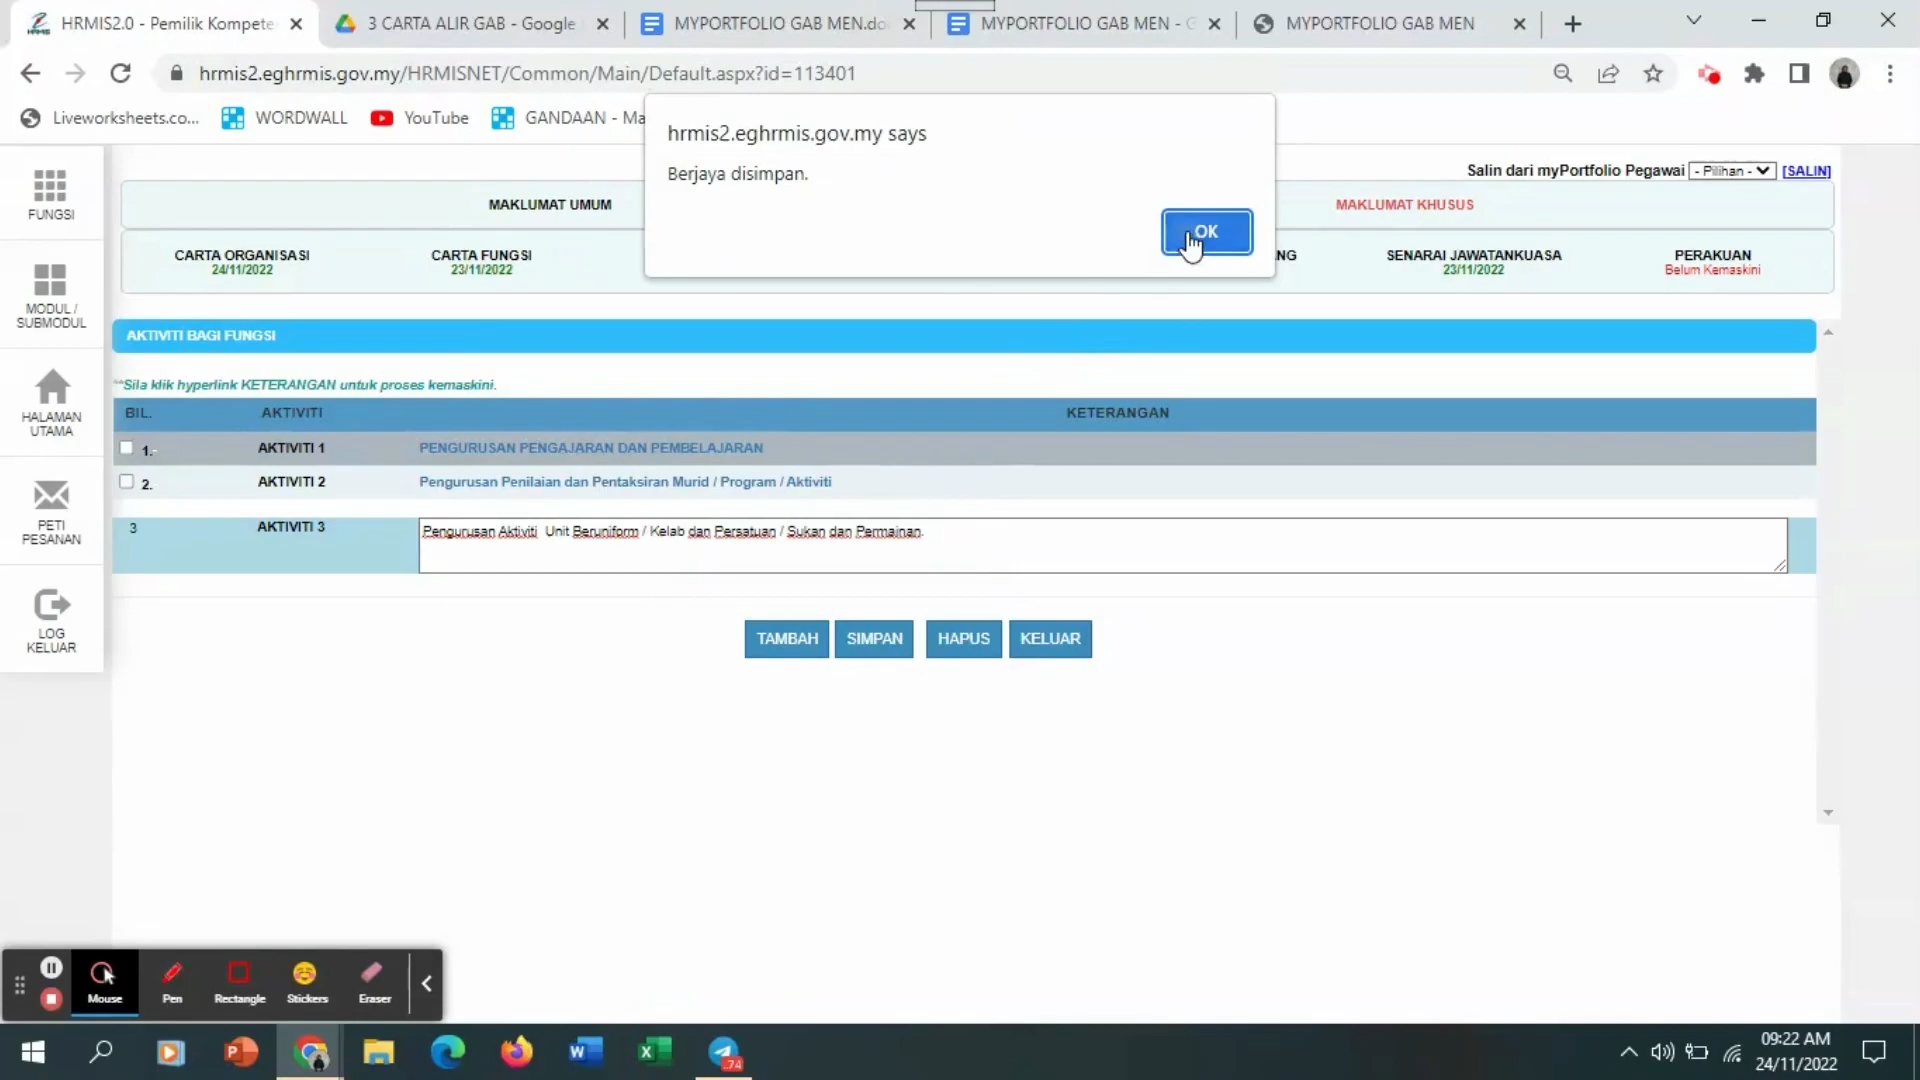 HRMIS2.0 - Pemilik Kompete
3 CARTA ALIR GAB - Google
MYPORTFOLIO GAB MEN.do
MYPORTFOLIO GAB MEN - G
MYPORTFOLIO GAB MEN
hrmis2.eghrmis.gov.my/HRMISNET/Common/Main/Default.aspx?id=113401
Liveworksheets.co...
WORDWALL
YouTube
GANDAAN - Ma
hrmis2.eghrmis.gov.my says
Berjaya disimpan.
OK
Salin dari myPortfolio Pegawai - Pilihan - [SALIN]
MAKLUMAT UMUM
MAKLUMAT KHUSUS
CARTA ORGANISASI
24/11/2022
CARTA FUNGSI
23/11/2022
NG
SENARAI JAWATANKUASA
23/11/2022
PERAKUAN
Belum Kemaskini
FUNGSI
MODUL /
SUBMODUL
HALAMAN
UTAMA
PETI
PESANAN
LOG
KELUAR
AKTIVITI BAGI FUNGSI
**Sila klik hyperlink KETERANGAN untuk proses kemaskini.
BIL. AKTIVITI KETERANGAN
1. AKTIVITI 1 PENGURUSAN PENGAJARAN DAN PEMBELAJARAN
2. AKTIVITI 2 Pengurusan Penilaian dan Pentaksiran Murid / Program / Aktiviti
3 AKTIVITI 3 Pengurusan Aktiviti Unit Beruniform / Kelab dan Persatuan / Sukan dan Permainan.
TAMBAH SIMPAN HAPUS KELUAR
Mouse Pen Rectangle Stickers Eraser
74
09:22 AM
24/11/2022